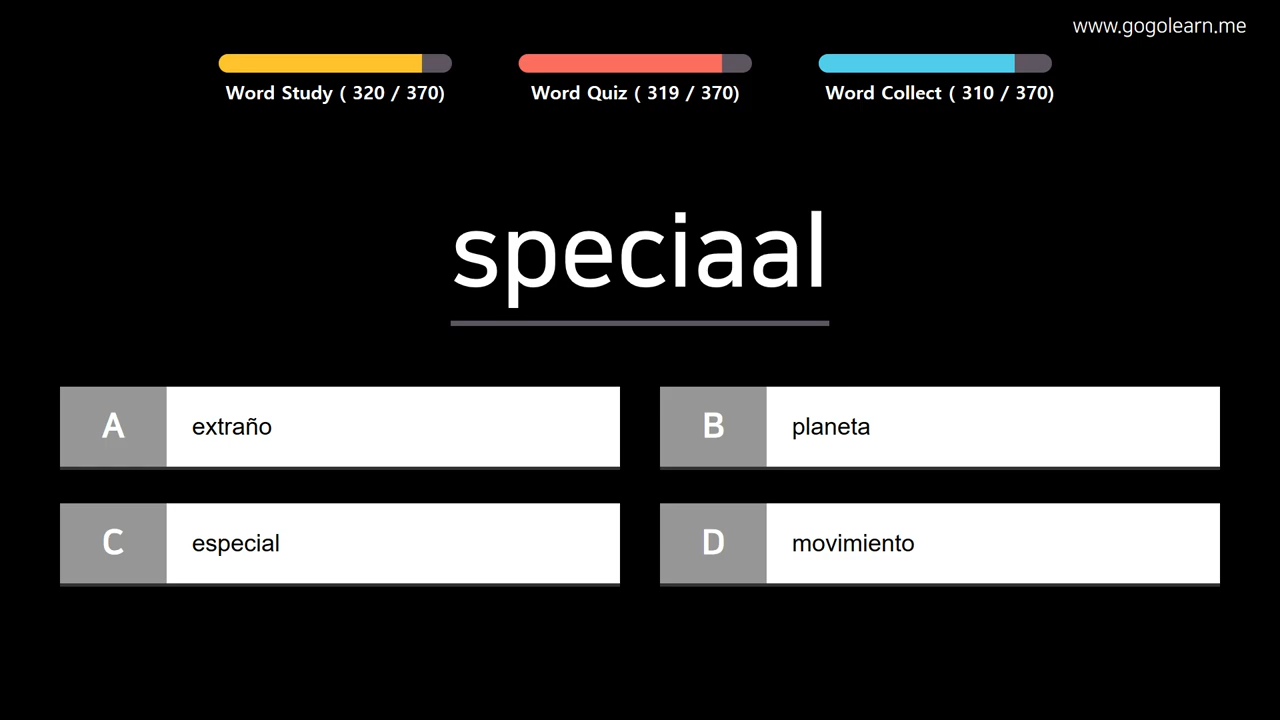 www.gogolearn.me
Word Study ( 320 / 370)
Word Quiz ( 319 / 370)
Word Collect ( 310 / 370)
speciaal
A extraño
B planeta
C especial
D movimiento